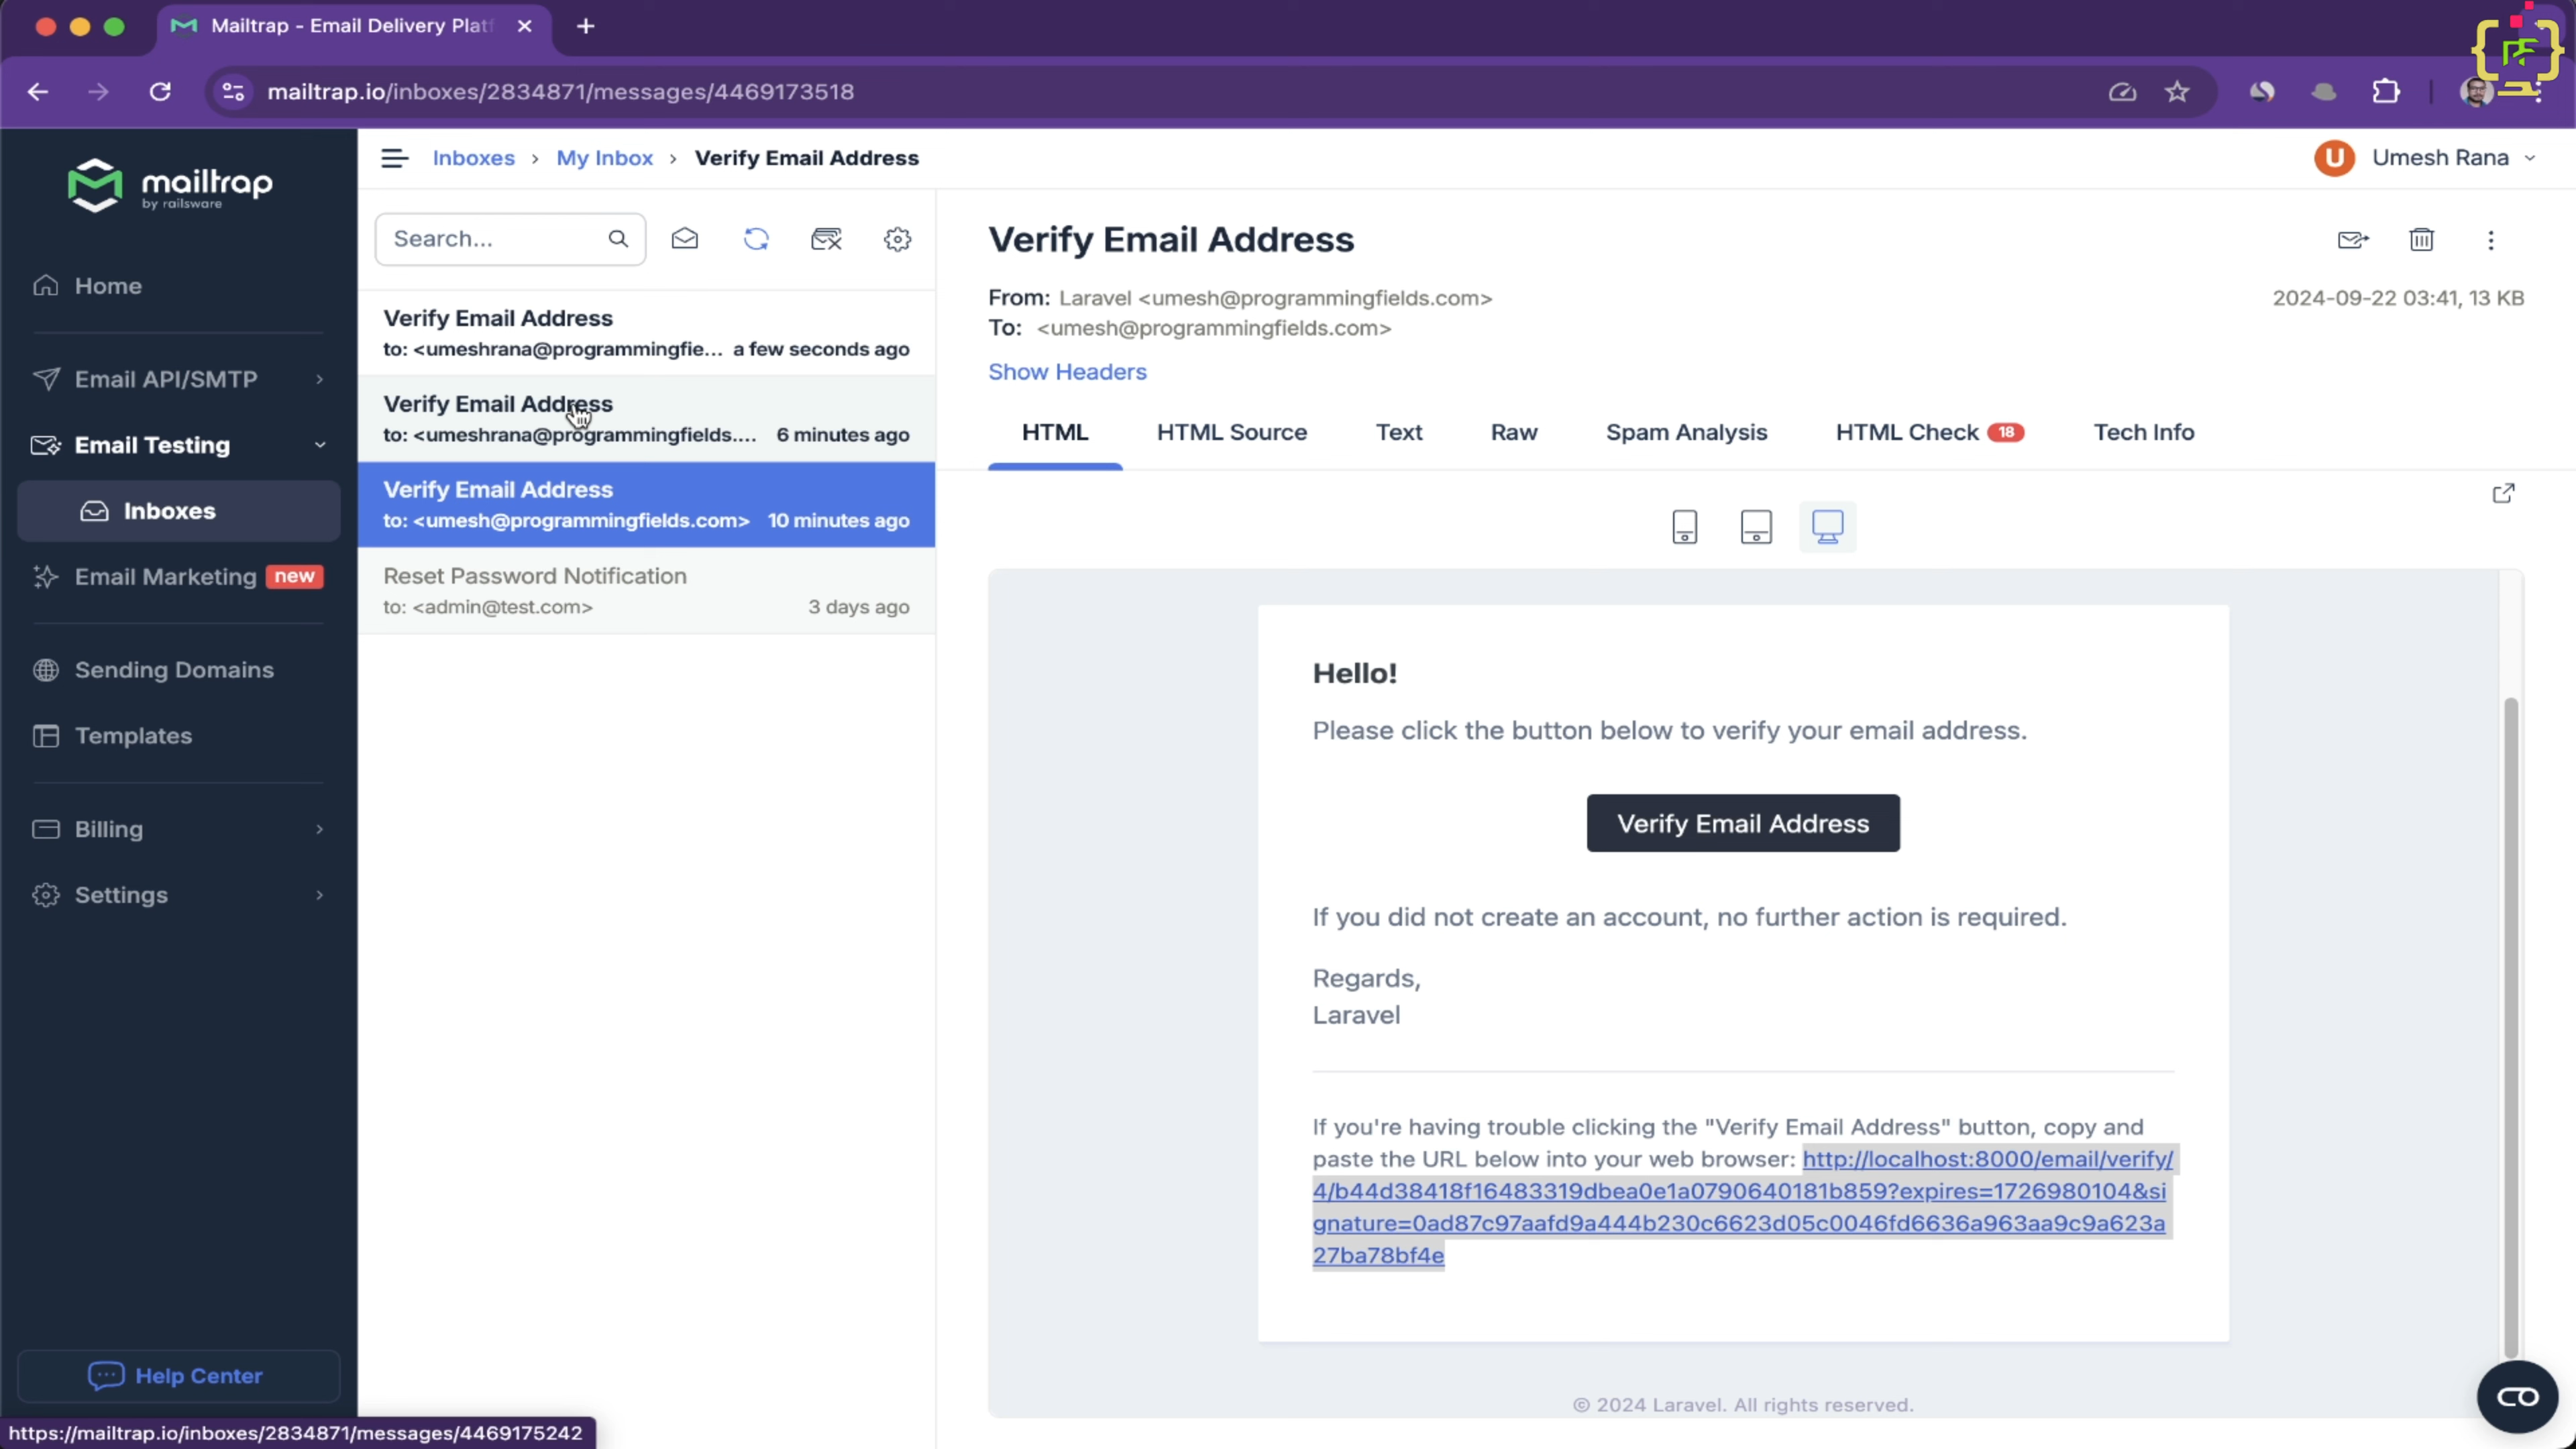 Mailtrap - Email Delivery Platf
mailtrap.io/inboxes/2834871/messages/4469173518
mailtrap
by railsware
Home
Email API/SMTP
Email Testing
Inboxes
Email Marketing new
Sending Domains
Templates
Billing
Settings
Help Center
https://mailtrap.io/inboxes/2834871/messages/4469175242
Inboxes › My Inbox › Verify Email Address
Umesh Rana
U
Search...
Verify Email Address
to: <umeshrana@programmingfie... a few seconds ago
Verify Email Address
to: <umeshrana@programmingfields.... 6 minutes ago
Verify Email Address
to: <umesh@programmingfields.com> 10 minutes ago
Reset Password Notification
to: <admin@test.com> 3 days ago
Verify Email Address
From: Laravel <umesh@programmingfields.com>
2024-09-22 03:41, 13 KB
To: <umesh@programmingfields.com>
Show Headers
HTML HTML Source Text Raw Spam Analysis HTML Check 18 Tech Info
Hello!
Please click the button below to verify your email address.
Verify Email Address
If you did not create an account, no further action is required.
Regards,
Laravel
If you're having trouble clicking the "Verify Email Address" button, copy and
paste the URL below into your web browser: http://localhost:8000/email/verify/
4/b44d38418f16483319dbea0e1a0790640181b859?expires=1726980104&si
gnature=0ad87c97aafd9a444b230c6623d05c0046fd6636a963aa9c9a623a
27ba78bf4e
© 2024 Laravel. All rights reserved.